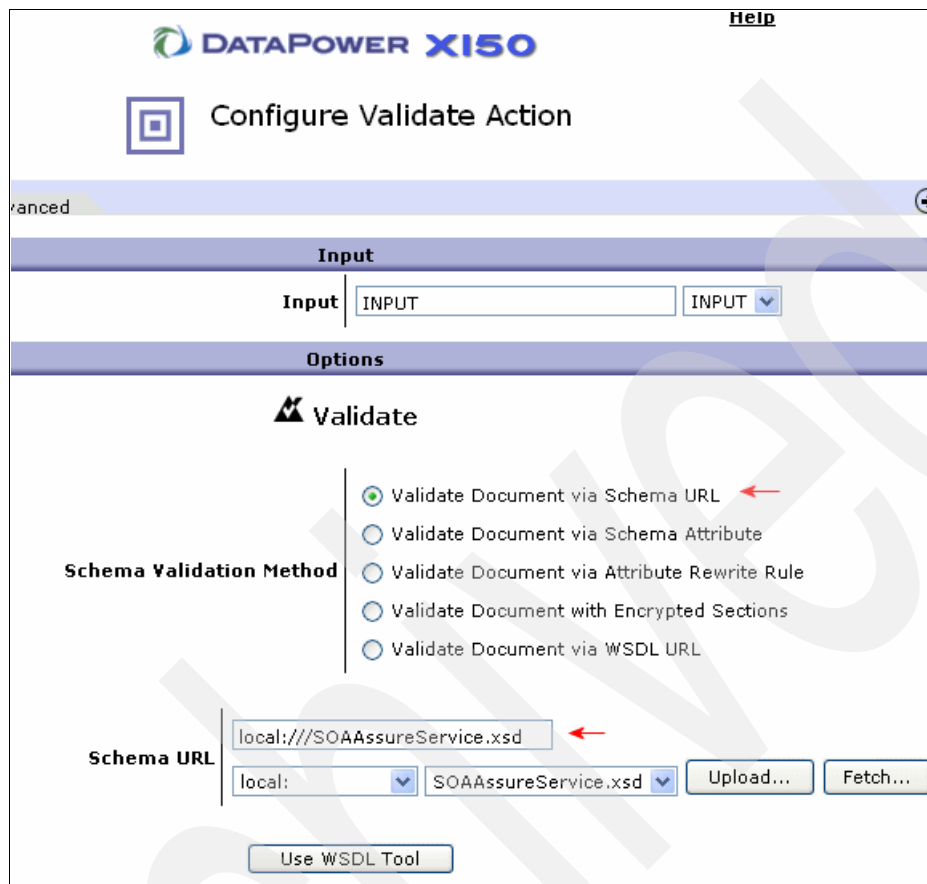 Help
DATAPOWER XI50
Configure Validate Action
vanced
Input
Input INPUT INPUT
Options
Validate
Validate Document via Schema URL
Validate Document via Schema Attribute
Schema Validation Method Validate Document via Attribute Rewrite Rule
Validate Document with Encrypted Sections
Validate Document via WSDL URL
local:///SOAAssureService.xsd
Schema URL
local: SOAAssureService.xsd Upload... Fetch...
Use WSDL Tool